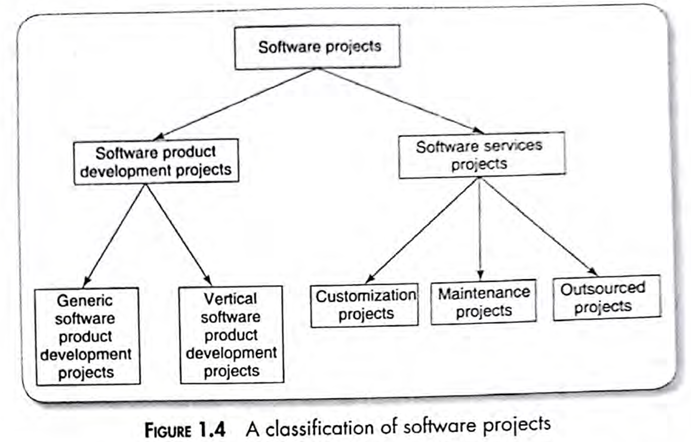 Software projects
Software product
development projects
Software services
projects
Generic
software
product
development
projects
Vertical
software
product
development
projects
Customization
projects
Maintenance
projects
Outsourced
projects
FIGURE 1.4 A classification of software projects